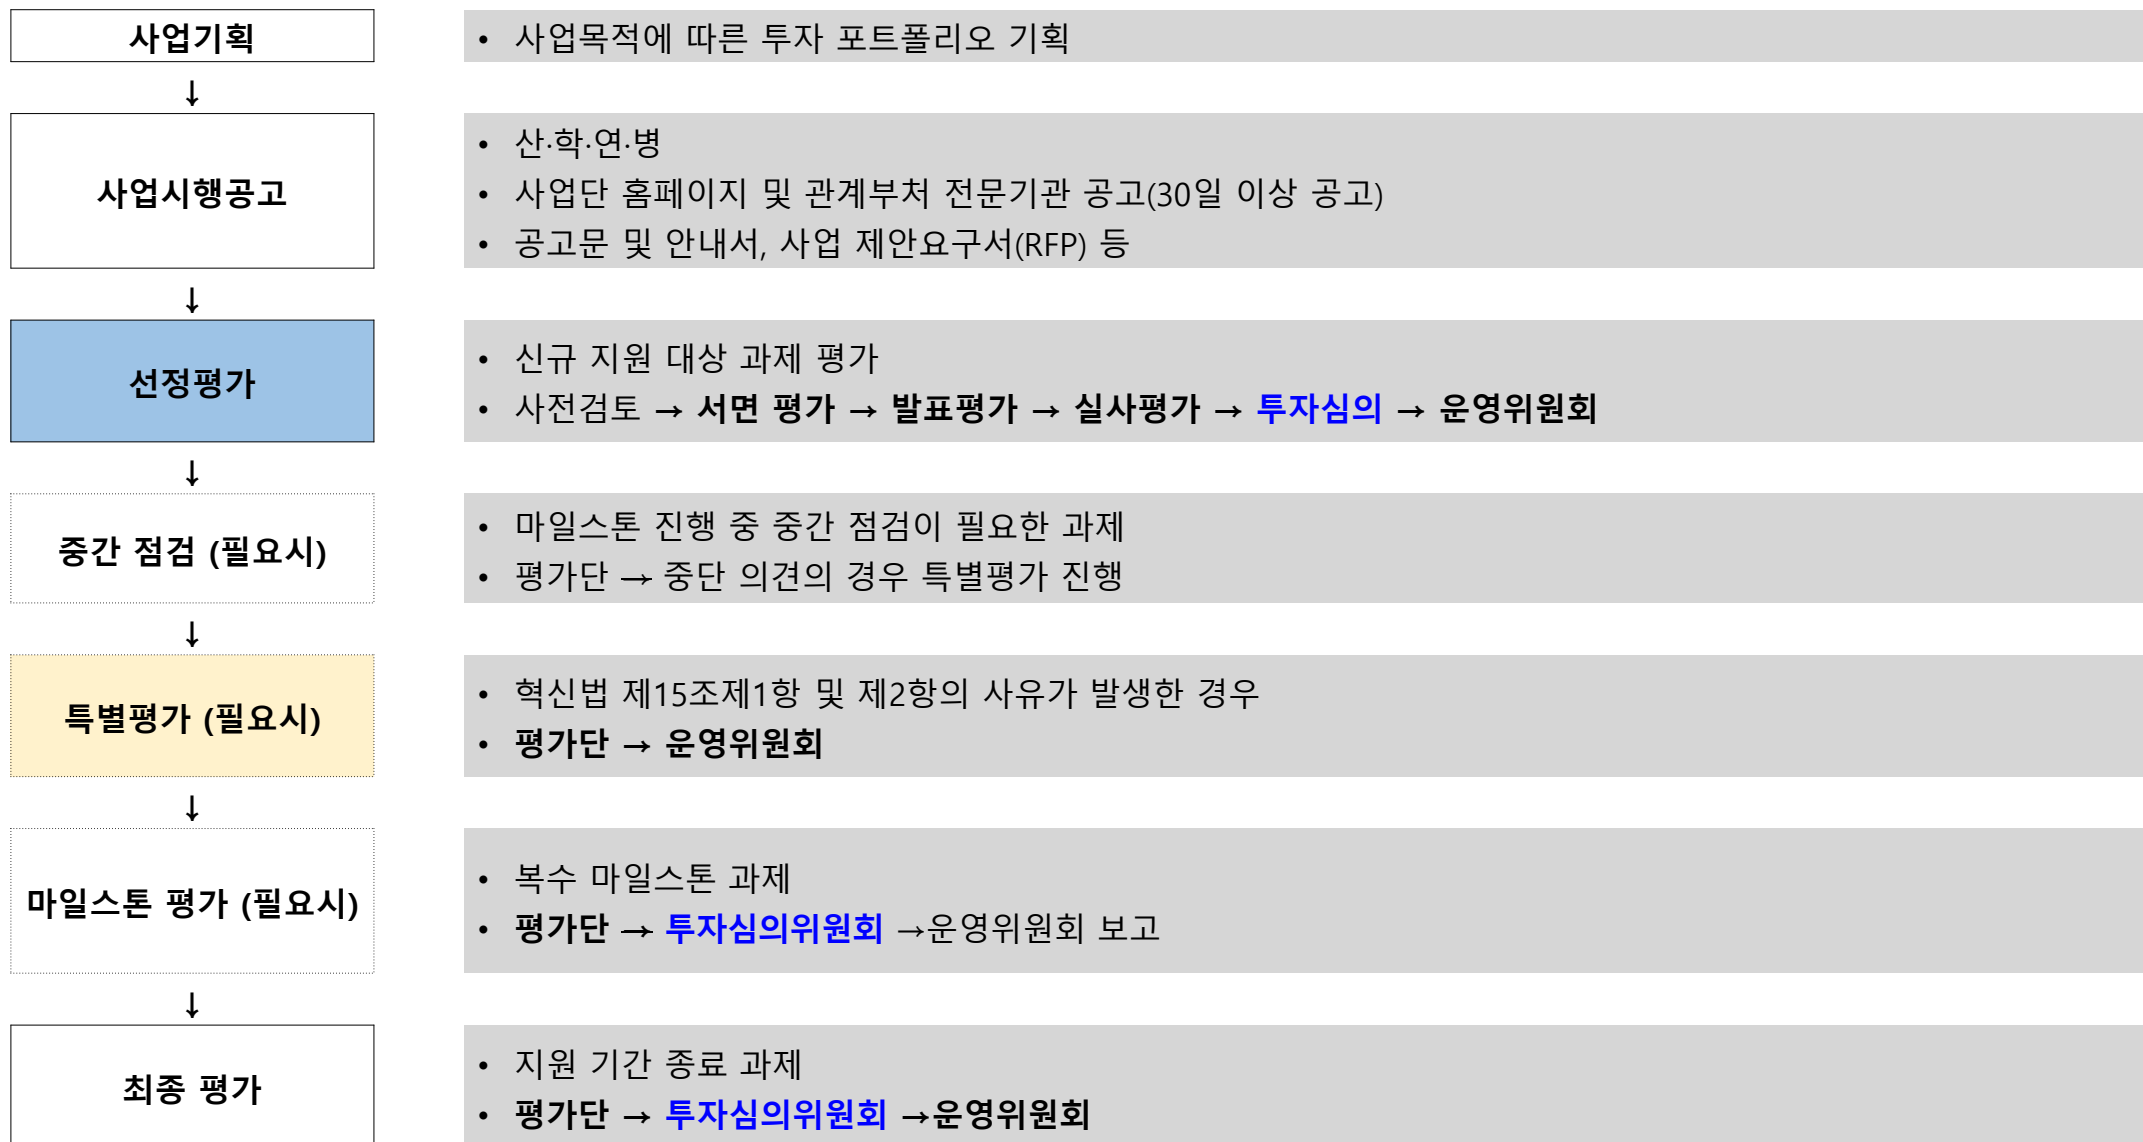 사업기획
• 사업목적에 따른 투자 포트폴리오 기획
↓
사업시행공고
• 산·학·연·병
• 사업단 홈페이지 및 관계부처 전문기관 공고(30일 이상 공고)
• 공고문 및 안내서, 사업 제안요구서(RFP) 등
↓
선정평가
• 신규 지원 대상 과제 평가
• 사전검토 → 서면 평가 → 발표평가 → 실사평가 → 투자심의 → 운영위원회
↓
중간 점검 (필요시)
• 마일스톤 진행 중 중간 점검이 필요한 과제
• 평가단 → 중단 의견의 경우 특별평가 진행
↓
특별평가 (필요시)
• 혁신법 제15조제1항 및 제2항의 사유가 발생한 경우
• 평가단 → 운영위원회
↓
마일스톤 평가 (필요시)
• 복수 마일스톤 과제
• 평가단 → 투자심의위원회 →운영위원회 보고
↓
최종 평가
• 지원 기간 종료 과제
• 평가단 → 투자심의위원회 →운영위원회